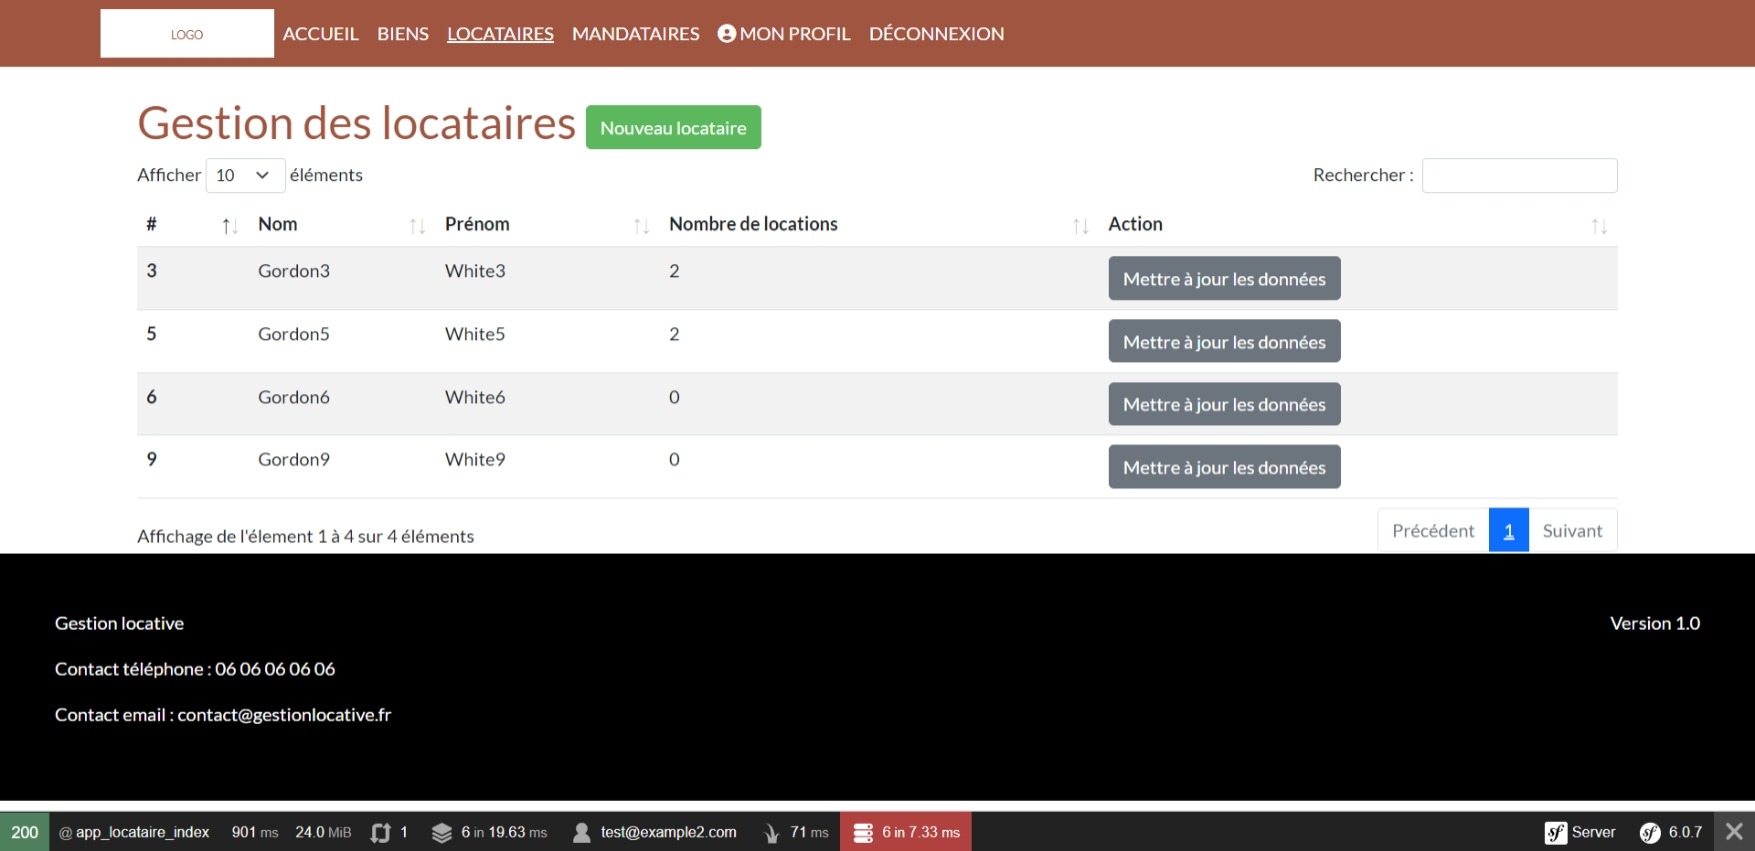 LOGO ACCUEIL BIENS LOCATAIRES MANDATAIRES MON PROFIL DÉCONNEXION
Gestion des locataires Nouveau locataire
Afficher 10 éléments Rechercher :
# Nom Prénom Nombre de locations Action
3 Gordon3 White3 2 Mettre à jour les données
5 Gordon5 White5 2 Mettre à jour les données
6 Gordon6 White6 0 Mettre à jour les données
9 Gordon9 White9 0 Mettre à jour les données
Affichage de l'élement 1 à 4 sur 4 éléments Précédent 1 Suivant
Gestion locative Version 1.0
Contact téléphone : 06 06 06 06 06
Contact email : contact@gestionlocative.fr
200 @ app_locataire_index 901 ms 24.0 MiB 1 6 in 19.63 ms test@example2.com 71 ms 6 in 7.33 ms Server 6.0.7